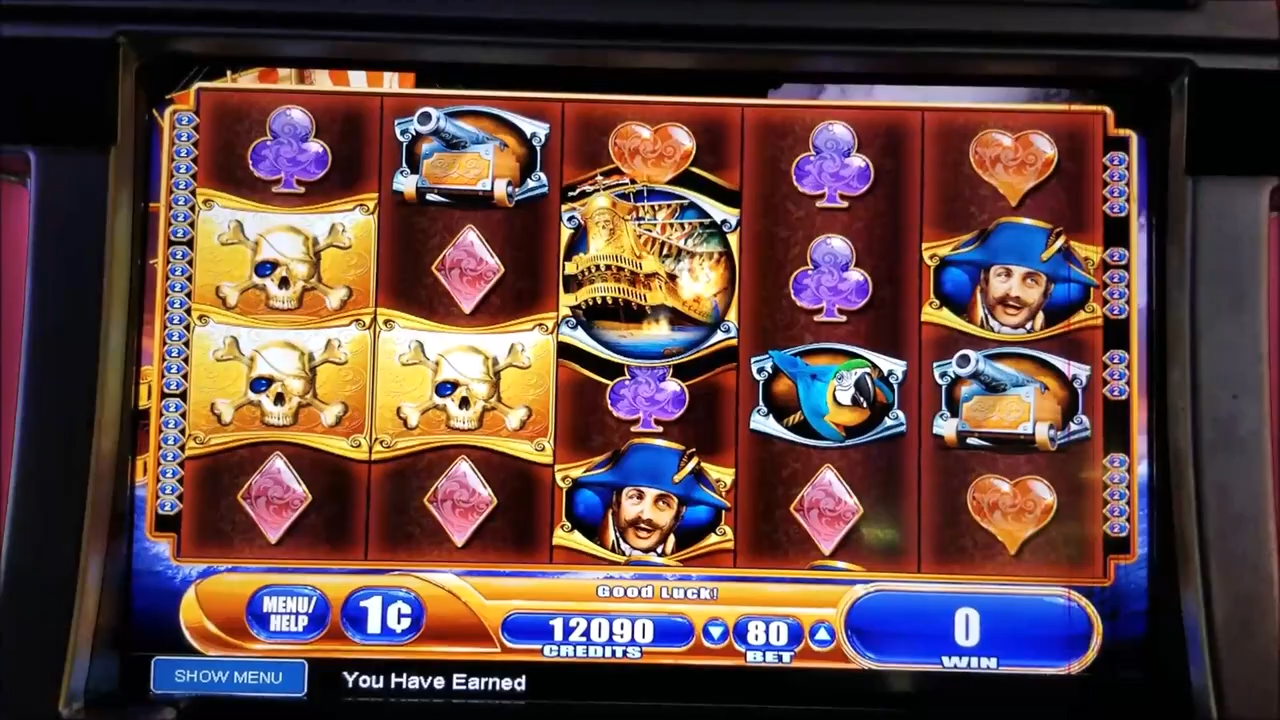 Good Luck!
MENU/
HELP
1¢
12090
CREDITS
80
BET
0
WIN
SHOW MENU
You Have Earned